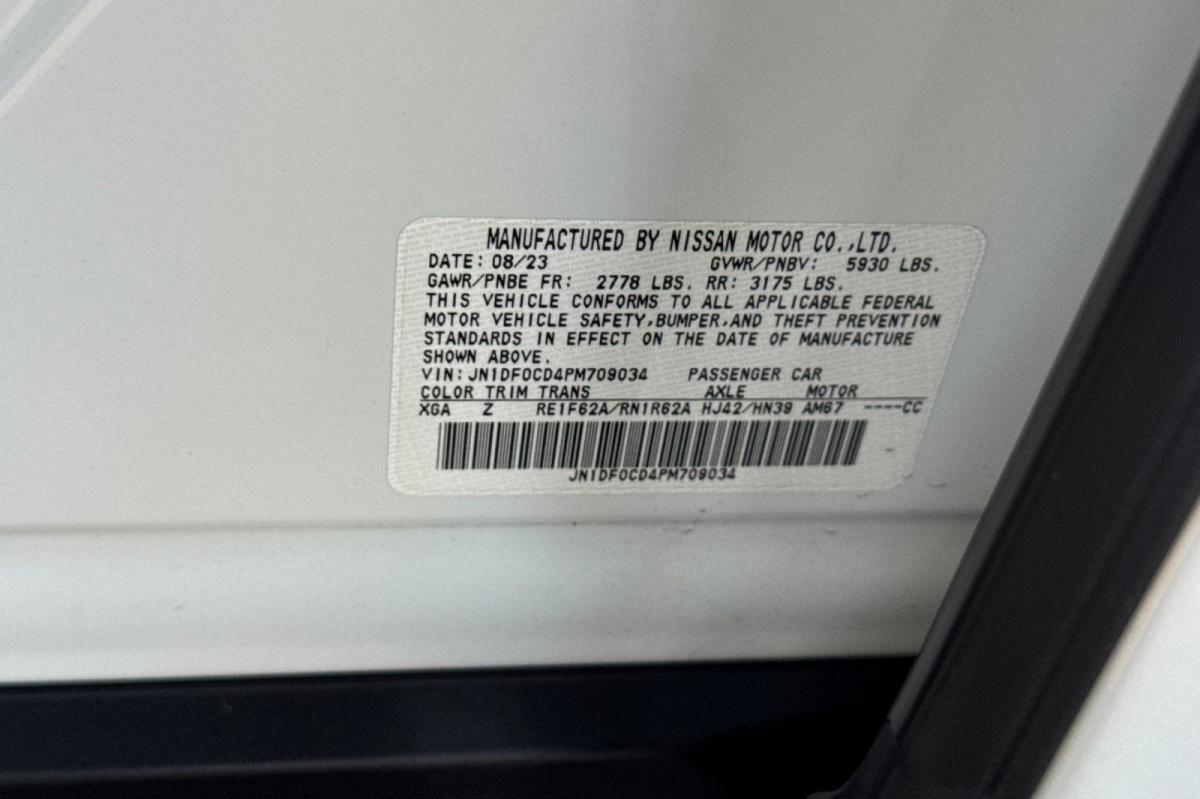 MANUFACTURED BY NISSAN MOTOR CO.,LTD.
DATE: 08/23 GVWR/PNBV: 5930 LBS.
GAWR/PNBE FR: 2778 LBS. RR: 3175 LBS.
THIS VEHICLE CONFORMS TO ALL APPLICABLE FEDERAL
MOTOR VEHICLE SAFETY,BUMPER,AND THEFT PREVENTION
STANDARDS IN EFFECT ON THE DATE OF MANUFACTURE
SHOWN ABOVE.
VIN: JN1DF0CD4PM709034 PASSENGER CAR
COLOR TRIM TRANS AXLE MOTOR
XGA Z RE1F62A/RN1R62A HJ42/HN39 AM67 ----CC
JN1DF0CD4PM709034